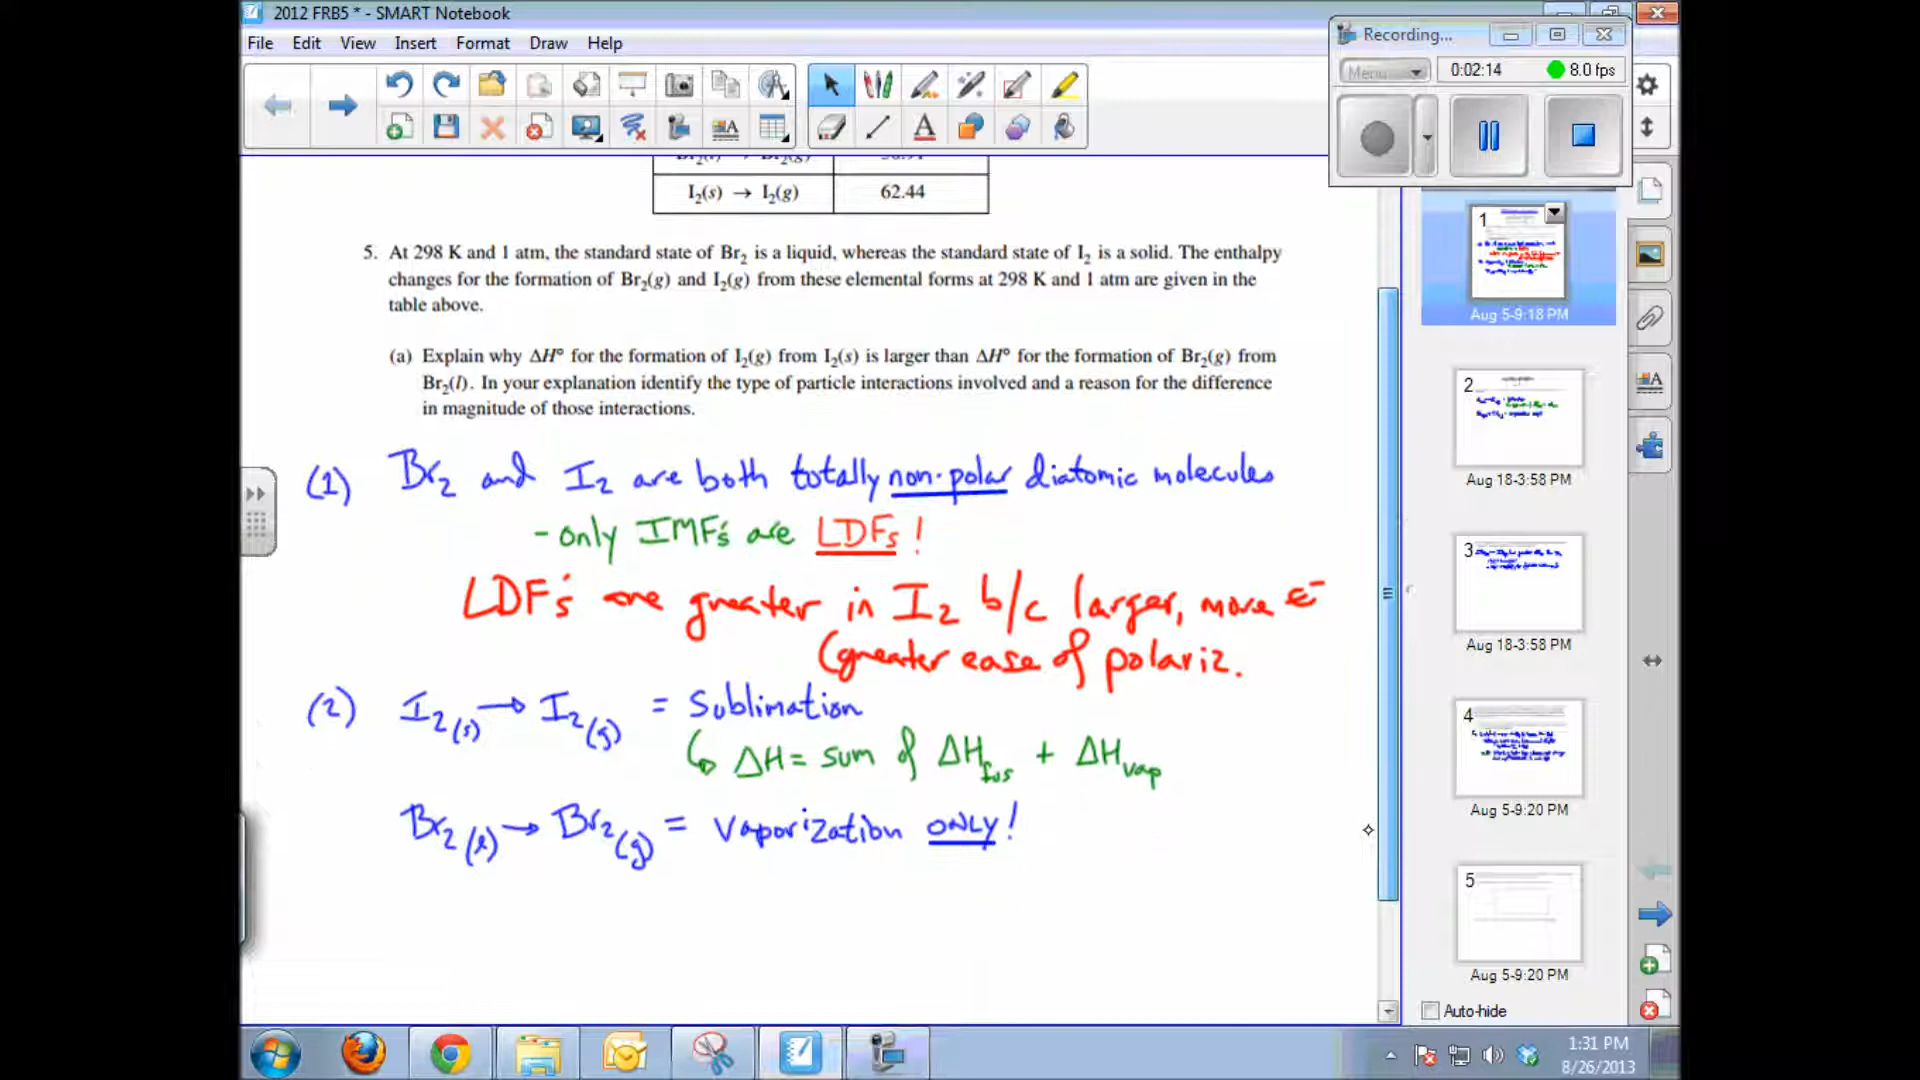 2012 FRB5 * - SMART Notebook
File Edit View Insert Format Draw Help
Recording...
Menu 0:02:14 8.0 fps
I₂(s) → I₂(g) 62.44
5. At 298 K and 1 atm, the standard state of Br₂ is a liquid, whereas the standard state of I₂ is a solid. The enthalpy
changes for the formation of Br₂(g) and I₂(g) from these elemental forms at 298 K and 1 atm are given in the
table above.
(a) Explain why ΔH° for the formation of I₂(g) from I₂(s) is larger than ΔH° for the formation of Br₂(g) from
Br₂(l). In your explanation identify the type of particle interactions involved and a reason for the difference
in magnitude of those interactions.
(1) Br₂ and I₂ are both totally non-polar diatomic molecules
- only IMF's are LDFs!
LDF's are greater in I₂ b/c larger, more e⁻
(greater ease of polariz.
(2) I₂(s) → I₂(g) = Sublimation
↳ ΔH = sum of ΔHfus + ΔHvap
Br₂(l) → Br₂(g) = Vaporization ONLY!
1
Aug 5-9:18 PM
2
Aug 18-3:58 PM
3
Aug 18-3:58 PM
4
Aug 5-9:20 PM
5
Aug 5-9:20 PM
Auto-hide
1:31 PM
8/26/2013